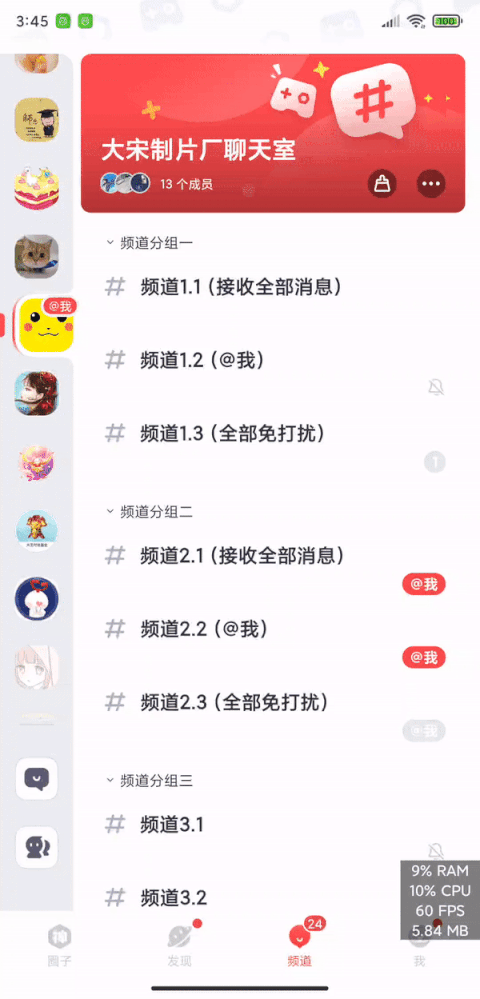 3:45
100
大宋制片厂聊天室
13 个成员
频道分组一
# 频道1.1（接收全部消息）
@我
# 频道1.2（@我）
# 频道1.3（全部免打扰）
1
频道分组二
# 频道2.1（接收全部消息）
@我
# 频道2.2（@我）
@我
# 频道2.3（全部免打扰）
@我
频道分组三
# 频道3.1
# 频道3.2
9% RAM
10% CPU
60 FPS
5.84 MB
24
圈子
发现
频道
我